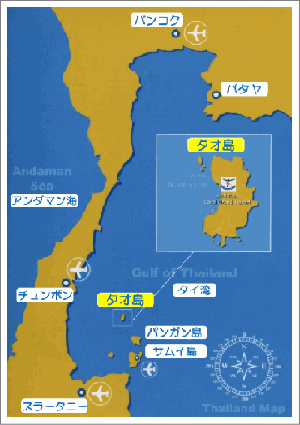 バンコク
パタヤ
タオ島
Andaman
Sea
アンダマン海
Gulf of Thailand
タイ湾
チュンポン
タオ島
パンガン島
サムイ島
スラーターニー
Thailand Map